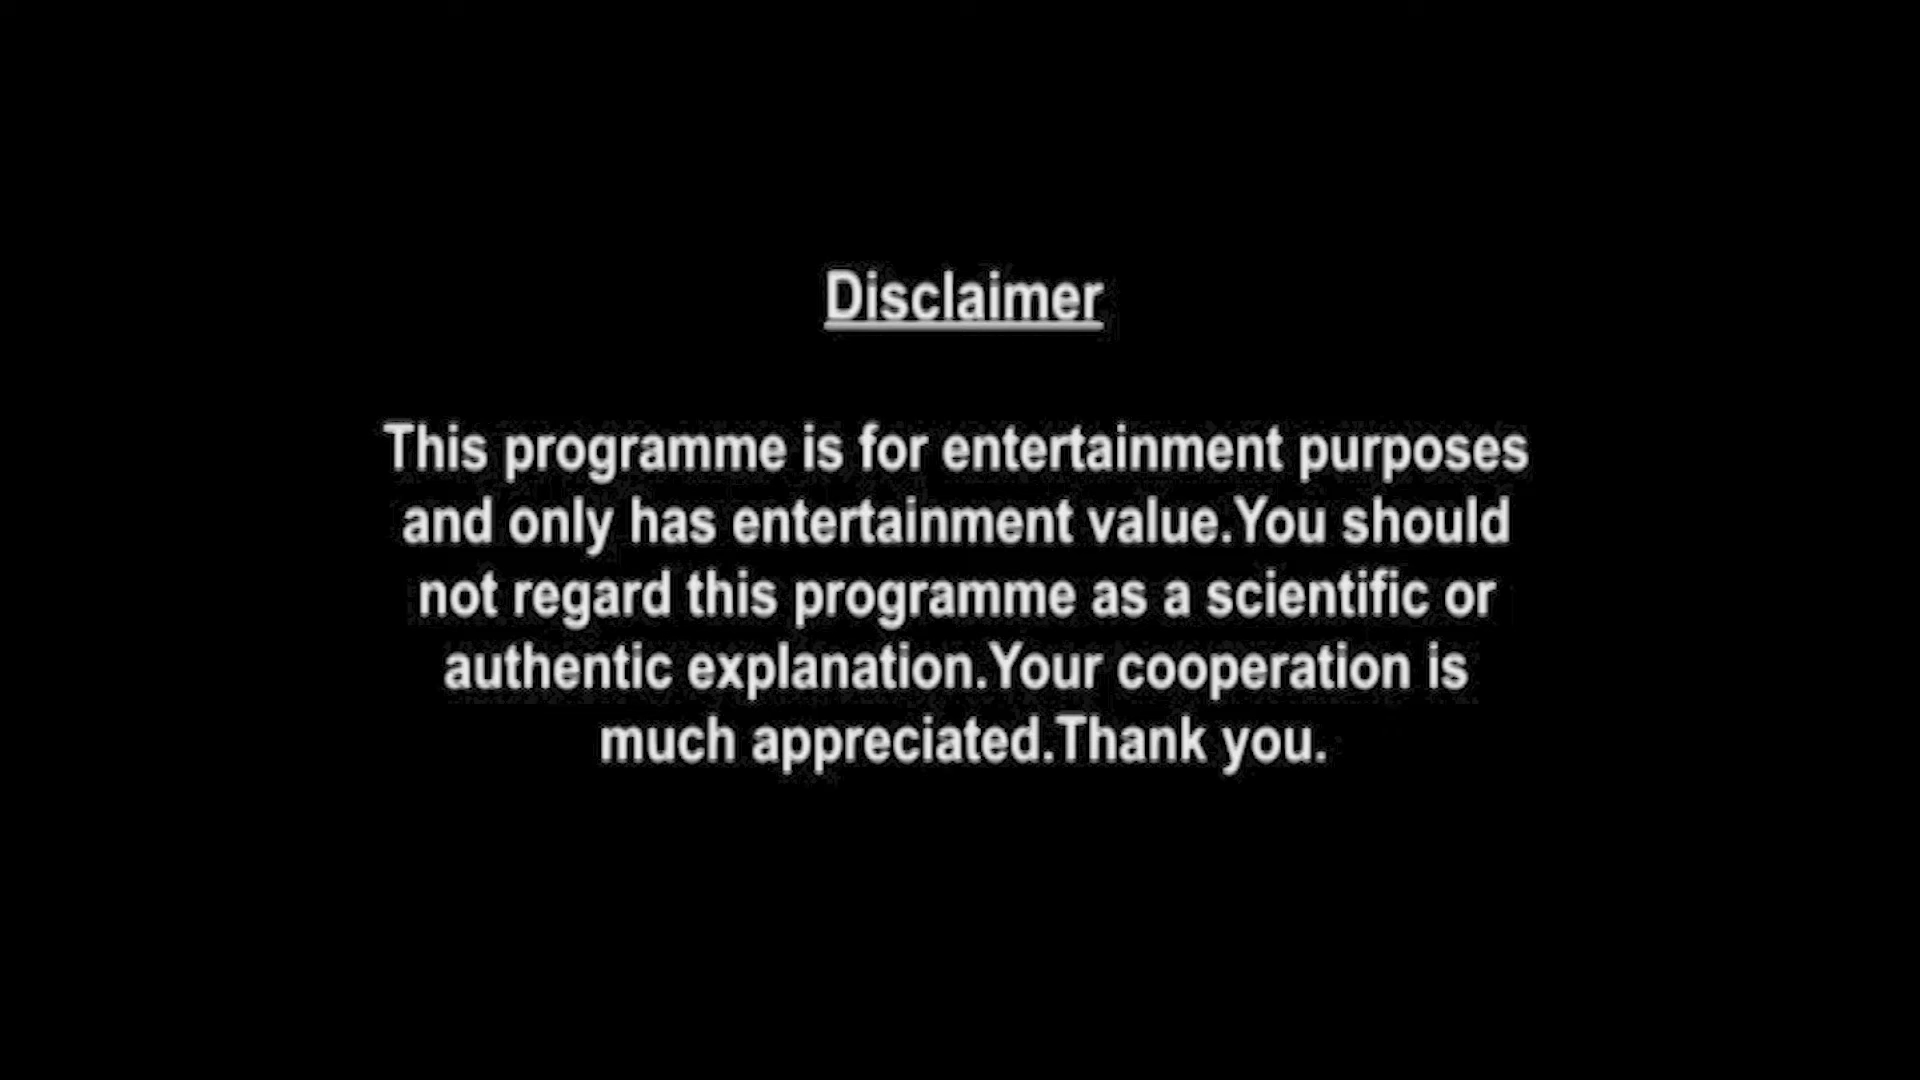 Disclaimer
This programme is for entertainment purposes
and only has entertainment value.You should
not regard this programme as a scientific or
authentic explanation.Your cooperation is
much appreciated.Thank you.